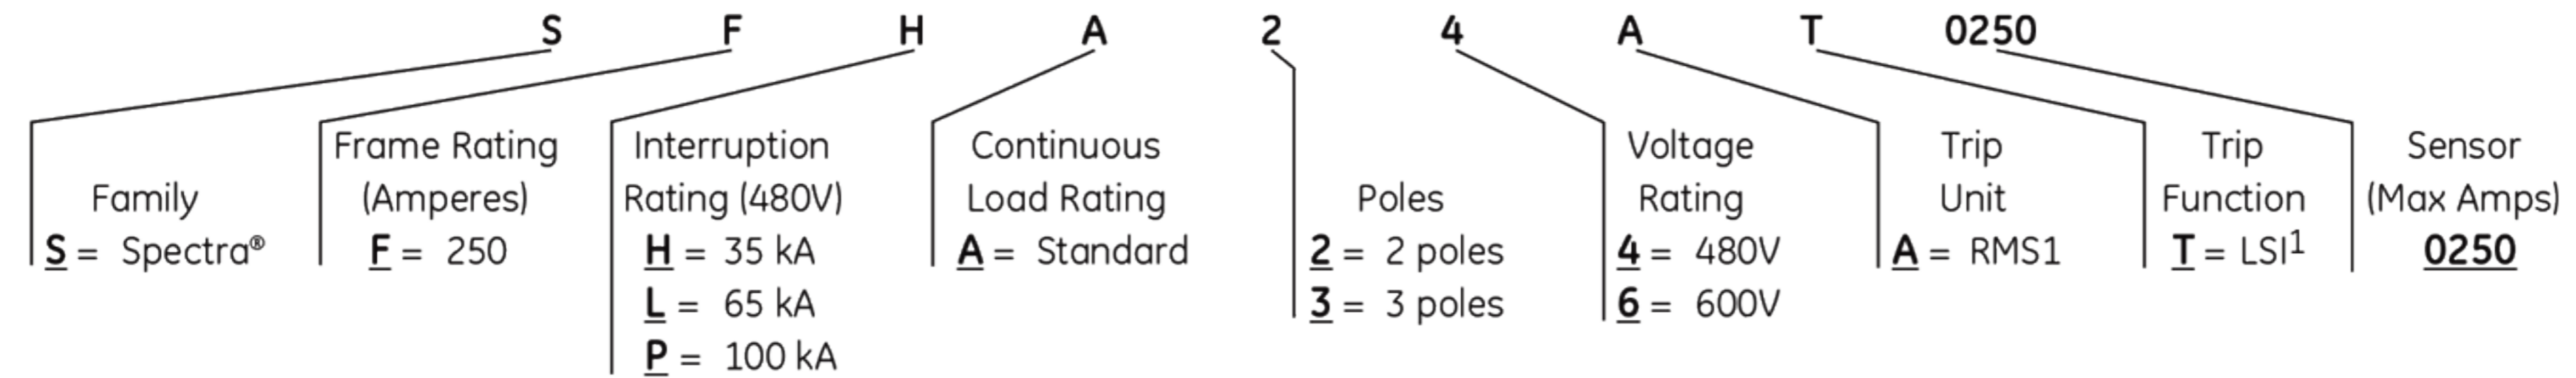 S F H A 2 4 A T 0250
Family
S = Spectra®
Frame Rating
(Amperes)
F = 250
Interruption
Rating (480V)
H = 35 kA
L = 65 kA
P = 100 kA
Continuous
Load Rating
A = Standard
Poles
2 = 2 poles
3 = 3 poles
Voltage
Rating
4 = 480V
6 = 600V
Trip
Unit
A = RMS1
Trip
Function
T = LSI¹
Sensor
(Max Amps)
0250